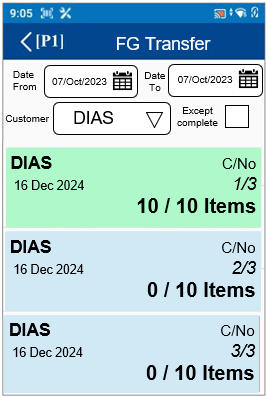 9:05
[P1] FG Transfer
Date From 07/Oct/2023 Date To 07/Oct/2023
Customer DIAS Except complete
DIAS C/No
16 Dec 2024 1/3
10 / 10 Items
DIAS C/No
16 Dec 2024 2/3
0 / 10 Items
DIAS C/No
16 Dec 2024 3/3
0 / 10 Items